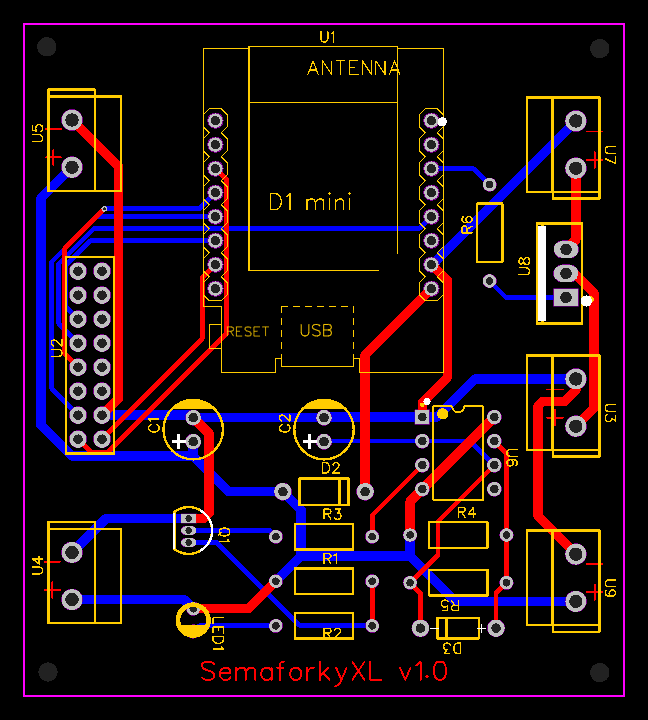 U1
ANTENNA
U5
U7
D1 mini
R6
U8
RESET
USB
U2
C1
C2
U3
U6
D2
R3
R4
Q1
U4
R1
R5
U9
LED1
R2
D3
SemaforkyXL v1.0